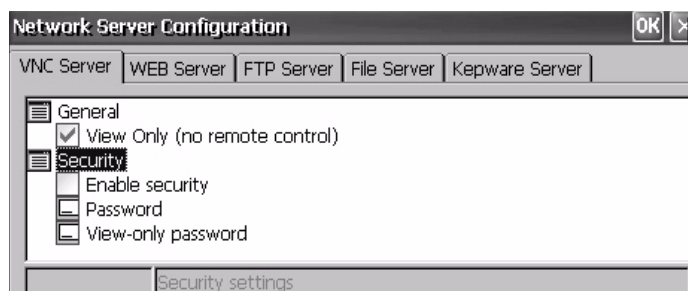 Network Server Configuration OK ×
VNC Server WEB Server FTP Server File Server Kepware Server
General
View Only (no remote control)
Security
Enable security
Password
View-only password
Security settings